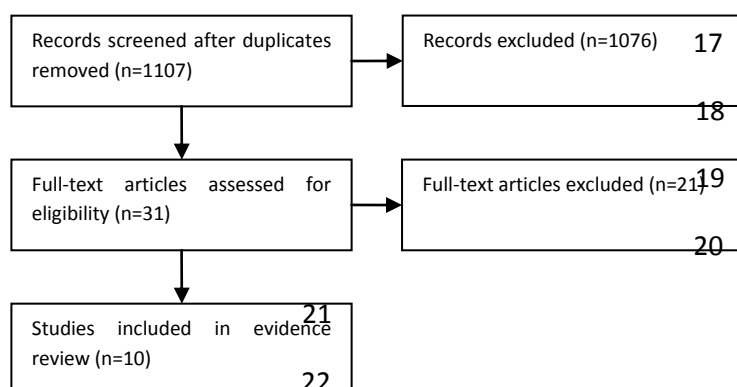 Records screened after duplicates
removed (n=1107)
Records excluded (n=1076)
17
18
Full-text articles assessed for
eligibility (n=31)
Full-text articles excluded (n=21)
19
20
21
Studies included in evidence
review (n=10)
22